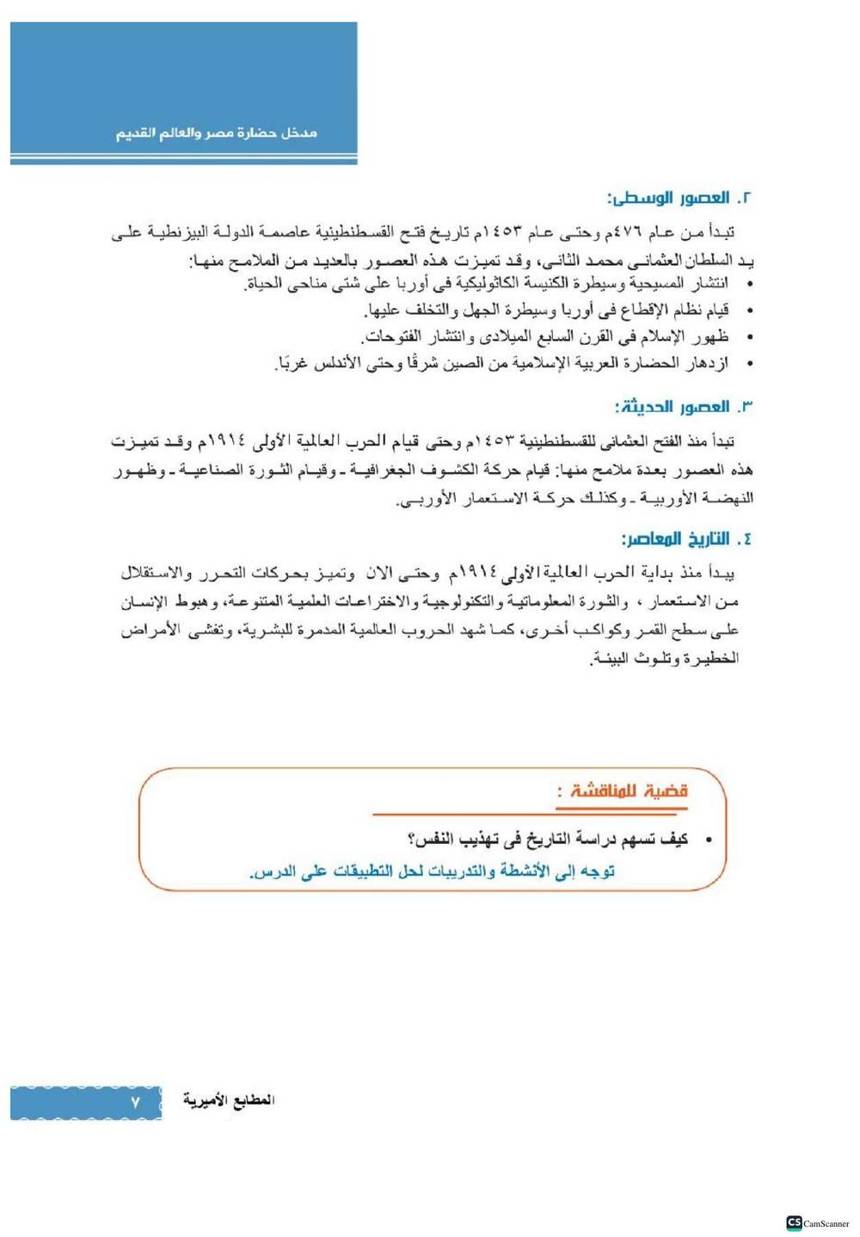 مدخل حضارة مصر والعالم القديم
٢. العصور الوسطى:
تبدأ من عام ٤٧٦م وحتى عام ١٤٥٣م تاريخ فتح القسطنطينية عاصمة الدولة البيزنطية على
يد السلطان العثمانى محمد الثانى، وقد تميزت هذه العصور بالعديد من الملامح منها:
• انتشار المسيحية وسيطرة الكنيسة الكاثوليكية فى أوربا على شتى مناحى الحياة.
• قيام نظام الإقطاع فى أوربا وسيطرة الجهل والتخلف عليها.
• ظهور الإسلام فى القرن السابع الميلادى وانتشار الفتوحات.
• ازدهار الحضارة العربية الإسلامية من الصين شرقًا وحتى الأندلس غربًا.
٣. العصور الحديثة:
تبدأ منذ الفتح العثمانى للقسطنطينية ١٤٥٣م وحتى قيام الحرب العالمية الأولى ١٩١٤م وقد تميزت
هذه العصور بعدة ملامح منها: قيام حركة الكشوف الجغرافية ـ وقيام الثورة الصناعية ـ وظهور
النهضة الأوربية ـ وكذلك حركة الاستعمار الأوربى.
٤. التاريخ المعاصر:
يبدأ منذ بداية الحرب العالمية الأولى ١٩١٤م وحتى الان وتميز بحركات التحرر والاستقلال
من الاستعمار ، والثورة المعلوماتية والتكنولوجية والاختراعات العلمية المتنوعة، وهبوط الإنسان
على سطح القمر وكواكب أخرى، كما شهد الحروب العالمية المدمرة للبشرية، وتفشى الأمراض
الخطيرة وتلوث البيئة.
قضية للمناقشة :
• كيف تسهم دراسة التاريخ فى تهذيب النفس؟
توجه إلى الأنشطة والتدريبات لحل التطبيقات على الدرس.
المطابع الأميرية
٧
CS CamScanner